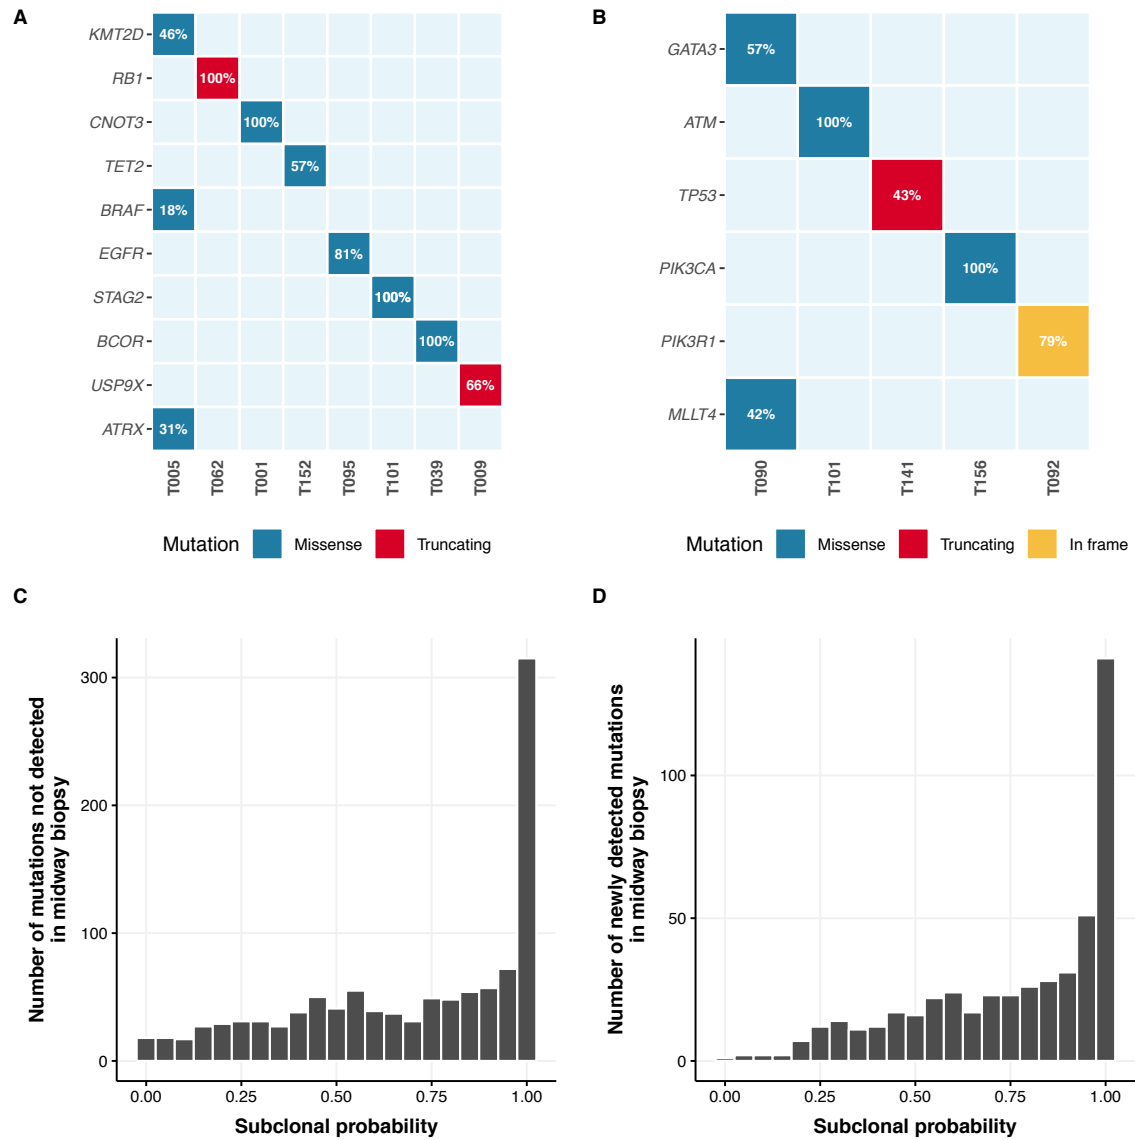 A
KMT2D
46%
RB1
100%
CNOT3
100%
TET2
57%
BRAF
18%
EGFR
81%
STAG2
100%
BCOR
100%
USP9X
66%
ATRX
31%
T005 T062 T001 T152 T095 T101 T039 T009
Mutation Missense Truncating
B
GATA3
57%
ATM
100%
TP53
43%
PIK3CA
100%
PIK3R1
79%
MLLT4
42%
T090 T101 T141 T156 T092
Mutation Missense Truncating In frame
C
Number of mutations not detected
in midway biopsy
300
200
100
0
0.00 0.25 0.50 0.75 1.00
Subclonal probability
D
Number of newly detected mutations
in midway biopsy
100
50
0
0.00 0.25 0.50 0.75 1.00
Subclonal probability